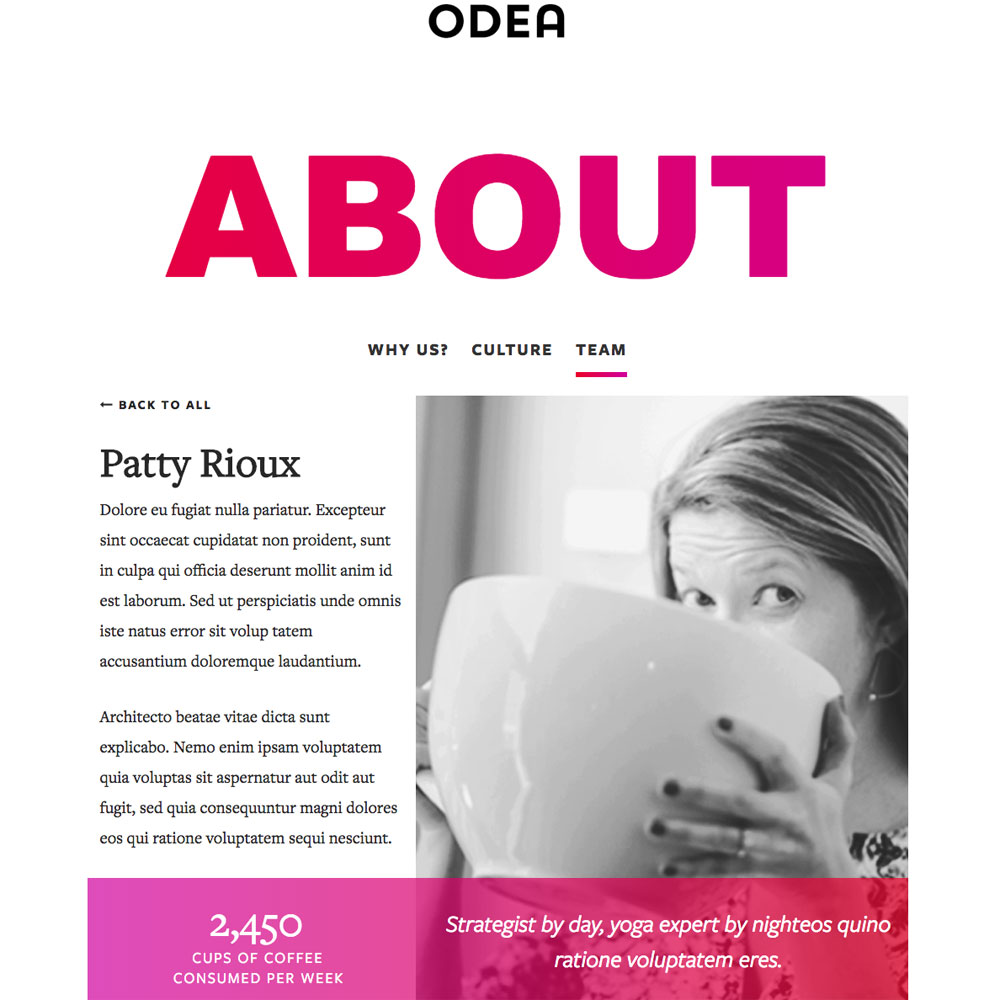 ODEA
ABOUT
WHY US? CULTURE TEAM
← BACK TO ALL
Patty Rioux
Dolore eu fugiat nulla pariatur. Excepteur
sint occaecat cupidatat non proident, sunt
in culpa qui officia deserunt mollit anim id
est laborum. Sed ut perspiciatis unde omnis
iste natus error sit volup tatem
accusantium doloremque laudantium.
Architecto beatae vitae dicta sunt
explicabo. Nemo enim ipsam voluptatem
quia voluptas sit aspernatur aut odit aut
fugit, sed quia consequuntur magni dolores
eos qui ratione voluptatem sequi nesciunt.
2,450
CUPS OF COFFEE
CONSUMED PER WEEK
Strategist by day, yoga expert by nighteos quino
ratione voluptatem eres.